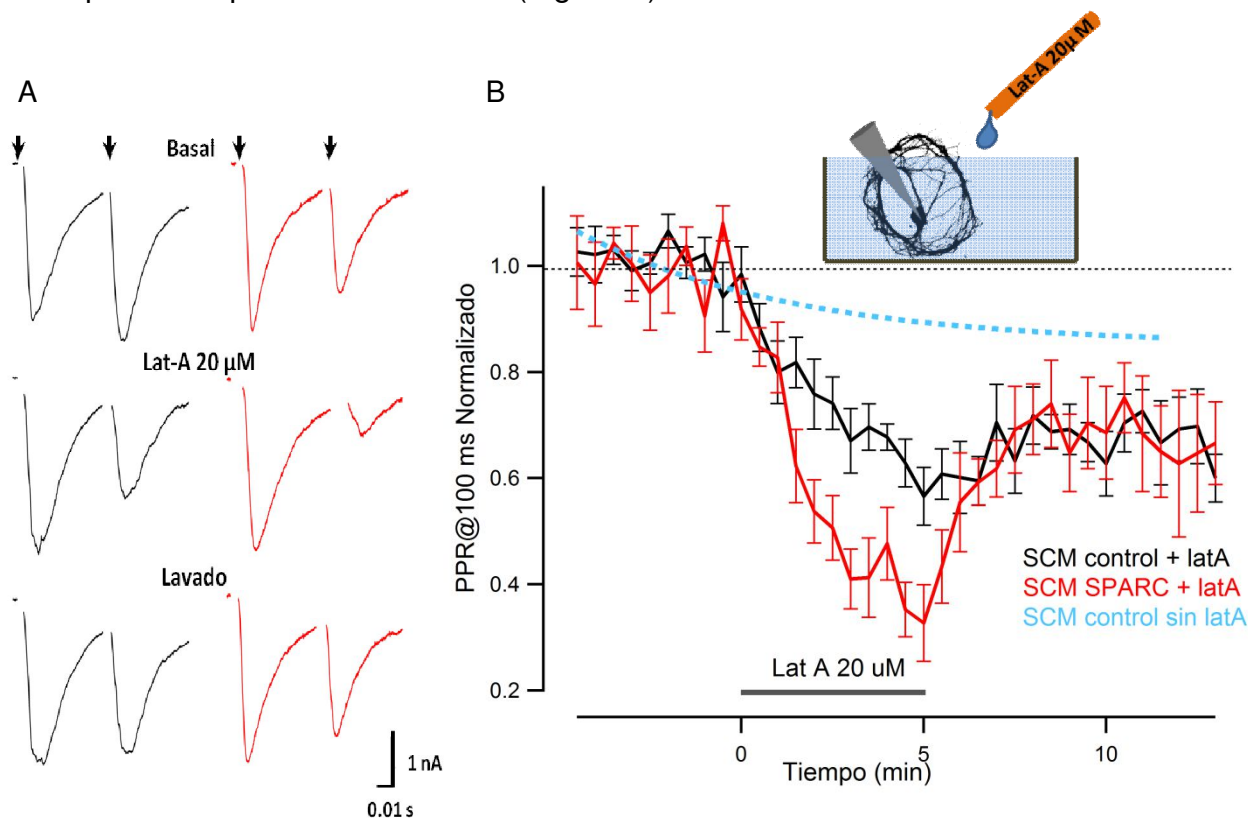 A
B
Lat-A 20µ M
Basal
Lat-A 20 µM
Lavado
1 nA
0.01 s
PPR@100 ms Normalizado
1.0
0.8
0.6
0.4
0.2
SCM control + latA
SCM SPARC + latA
SCM control sin latA
Lat A 20 uM
0
5
10
Tiempo (min)